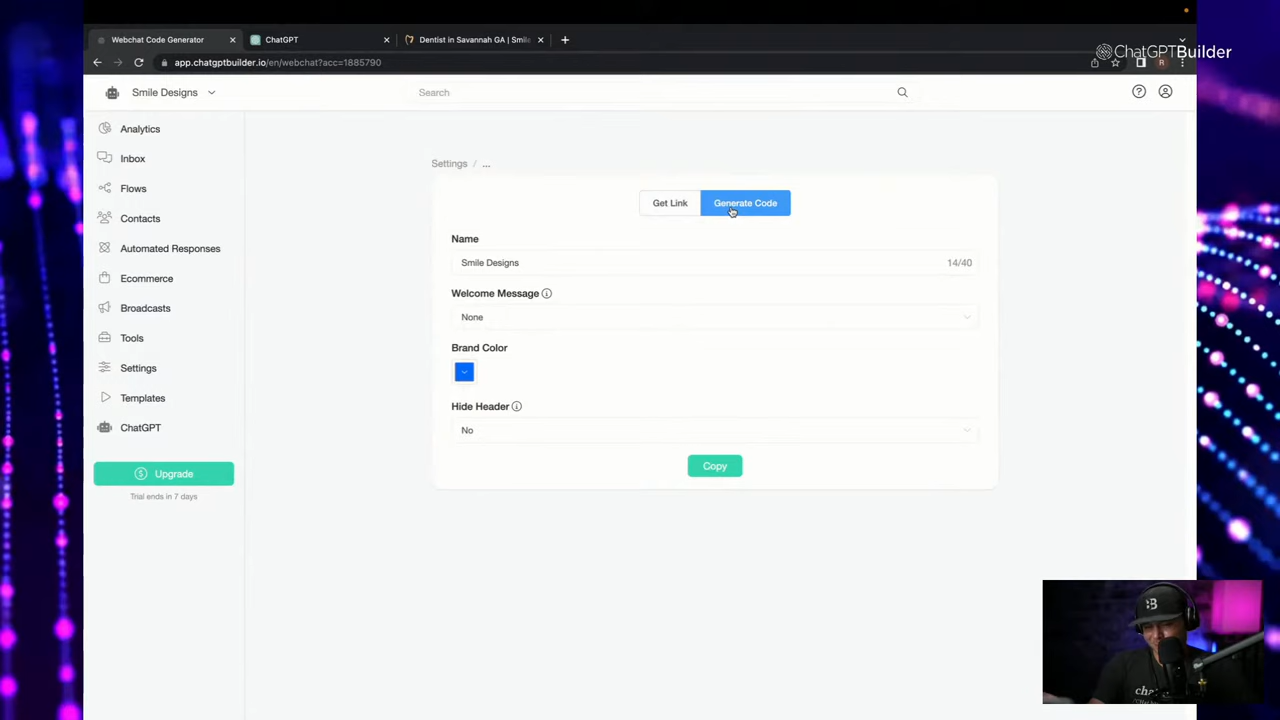 Webchat Code Generator
ChatGPT
Dentist in Savannah GA | Smil
app.chatgptbuilder.io/en/webchat?acc=1885790
R
ChatGPTBuilder
Smile Designs
Search
Analytics
Inbox
Flows
Contacts
Automated Responses
Ecommerce
Broadcasts
Tools
Settings
Templates
ChatGPT
$ Upgrade
Trial ends in 7 days
Settings / ...
Get Link
Generate Code
Name
Smile Designs
14/40
Welcome Message
None
Brand Color
Hide Header
No
Copy
B